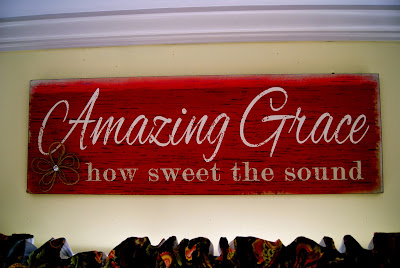 Amazing Grace
how sweet the sound